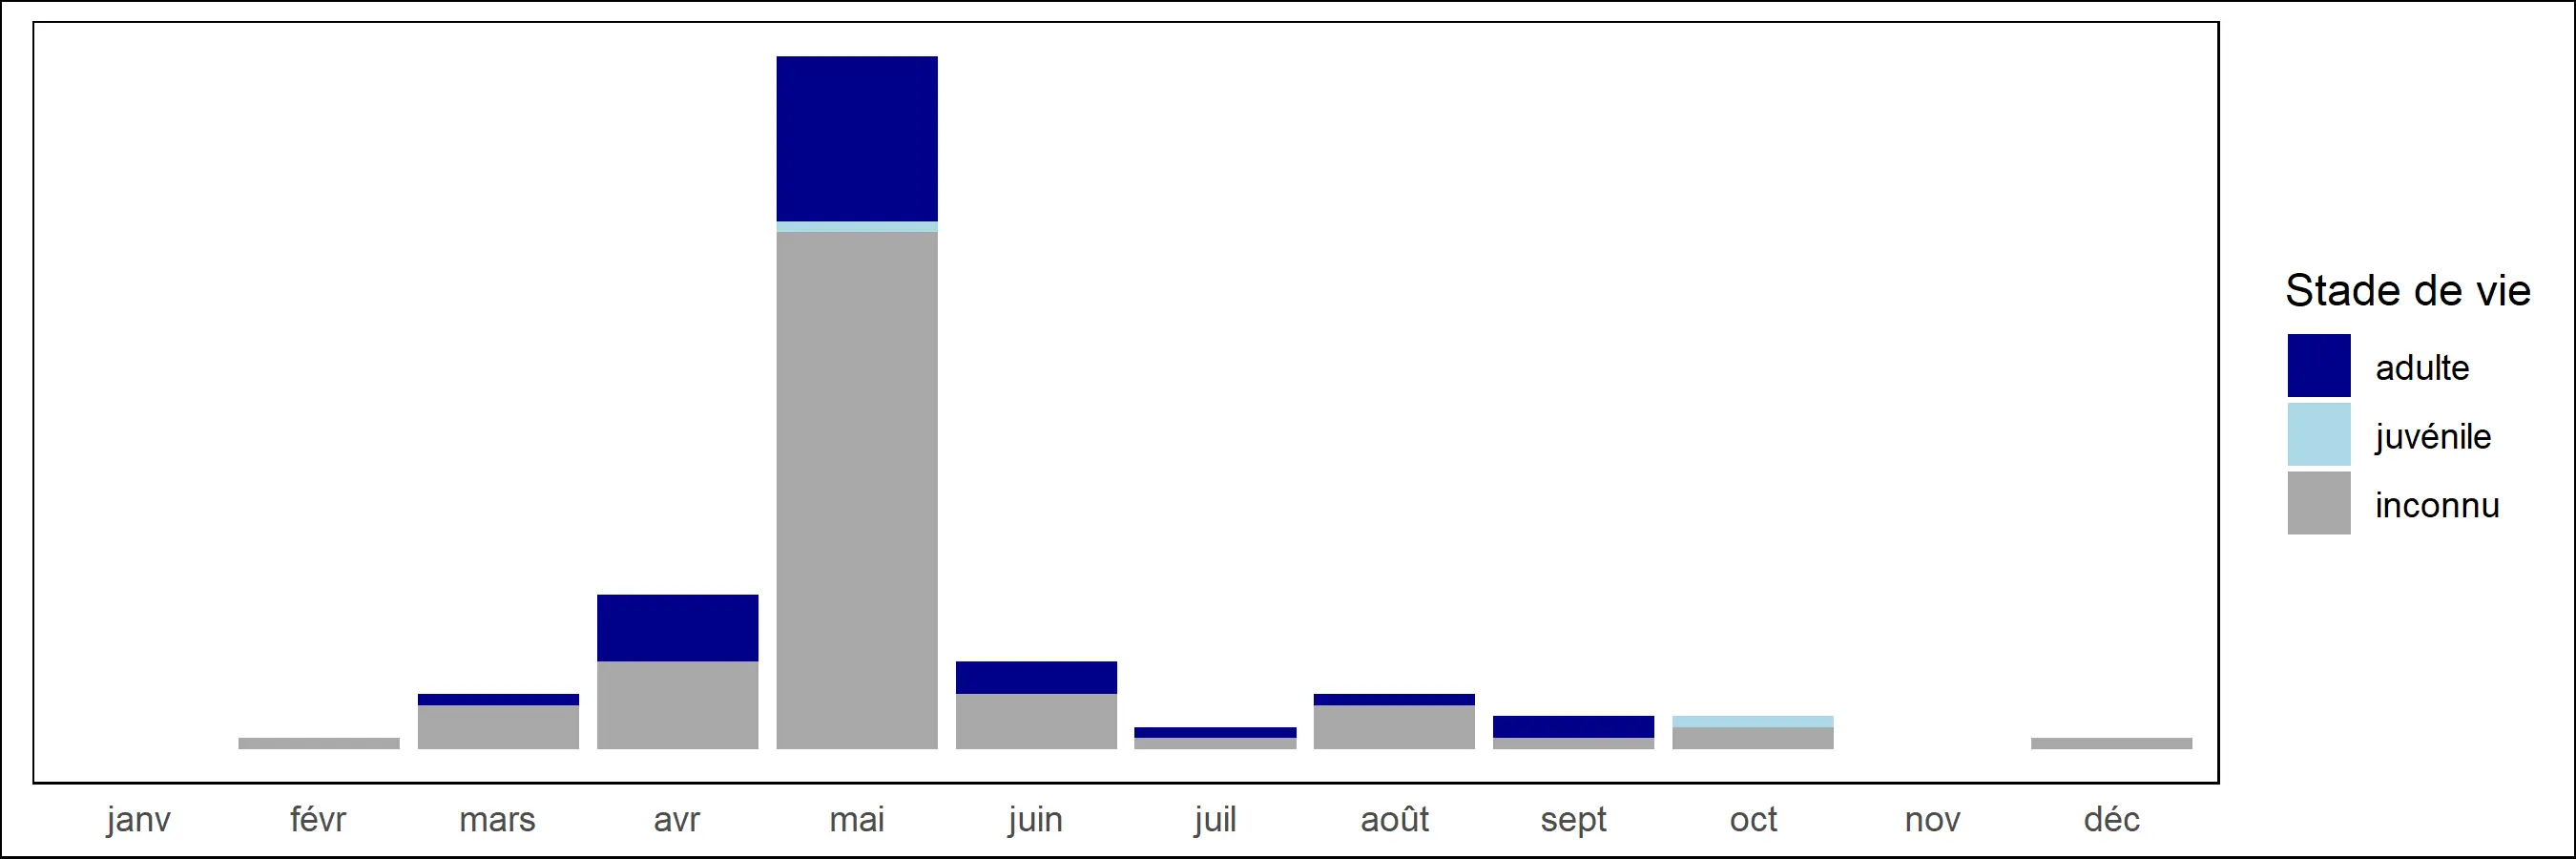 Stade de vie
adulte
juvénile
inconnu
janv févr mars avr mai juin juil août sept oct nov déc